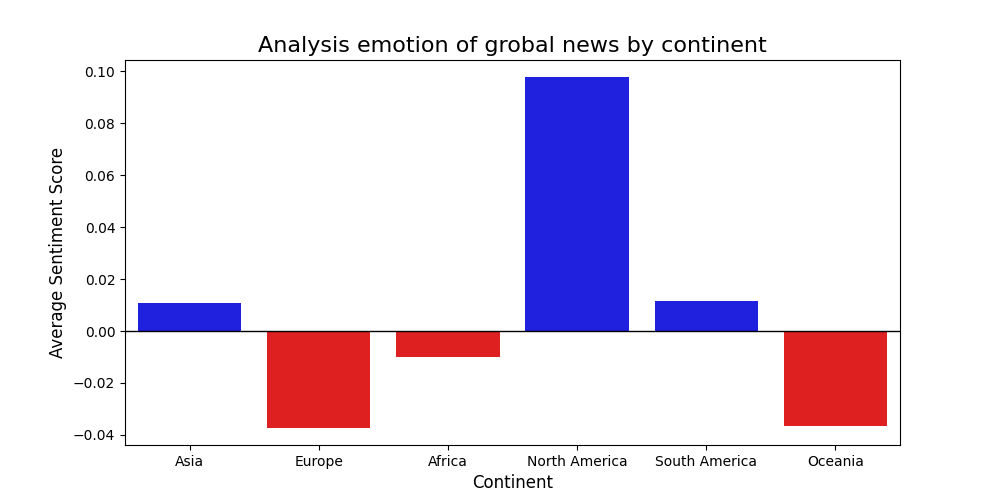 Analysis emotion of grobal news by continent
Average Sentiment Score
0.10
0.08
0.06
0.04
0.02
0.00
−0.02
−0.04
Asia Europe Africa North America South America Oceania
Continent